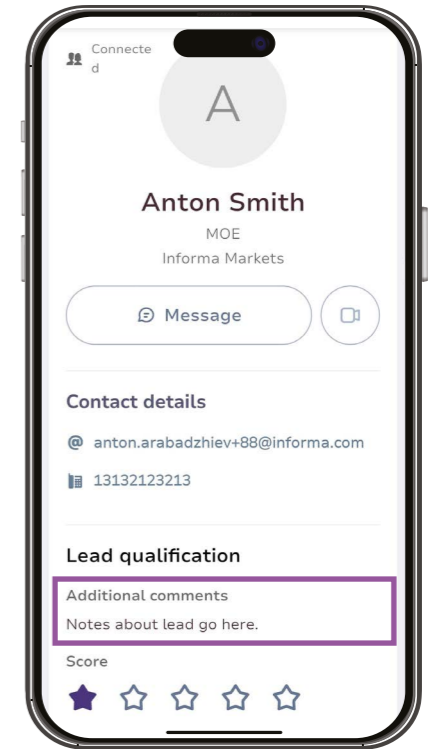 Connecte
d
A
Anton Smith
MOE
Informa Markets
Message
Contact details
@ anton.arabadzhiev+88@informa.com
13132123213
Lead qualification
Additional comments
Notes about lead go here.
Score